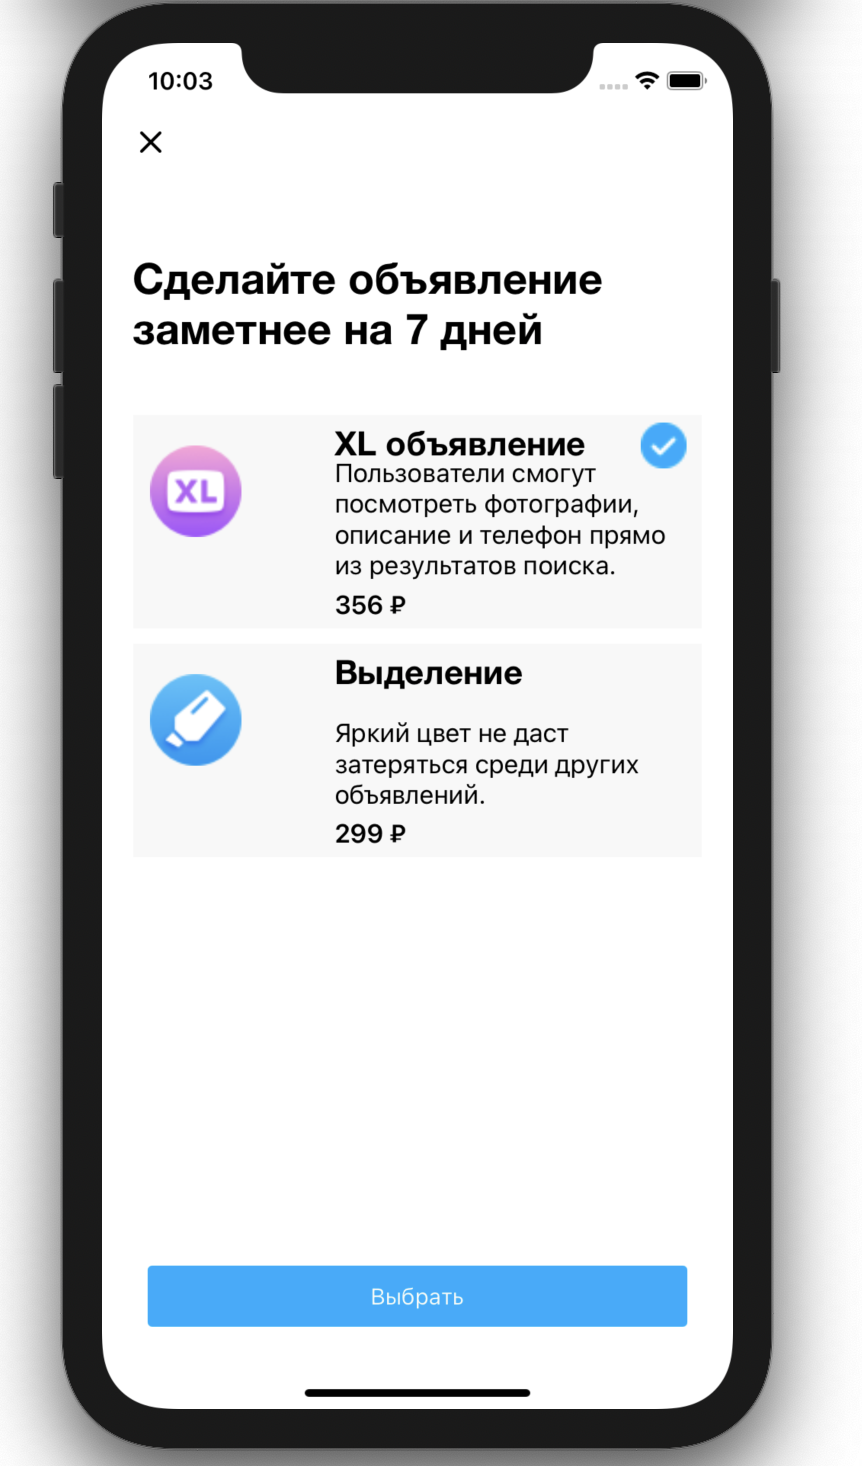 10:03
Сделайте объявление
заметнее на 7 дней
XL объявление
XL
Пользователи смогут
посмотреть фотографии,
описание и телефон прямо
из результатов поиска.
356 ₽
Выделение
Яркий цвет не даст
затеряться среди других
объявлений.
299 ₽
Выбрать